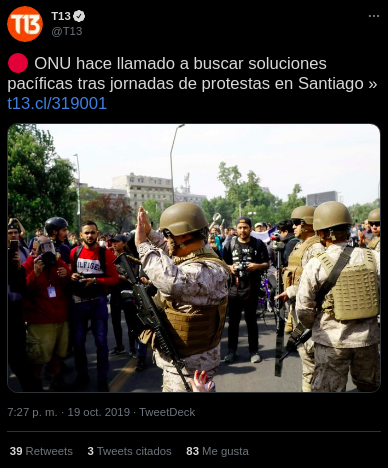 T13
T13
@T13
ONU hace llamado a buscar soluciones
pacíficas tras jornadas de protestas en Santiago »
t13.cl/319001
7:27 p. m. · 19 oct. 2019 · TweetDeck
39 Retweets 3 Tweets citados 83 Me gusta